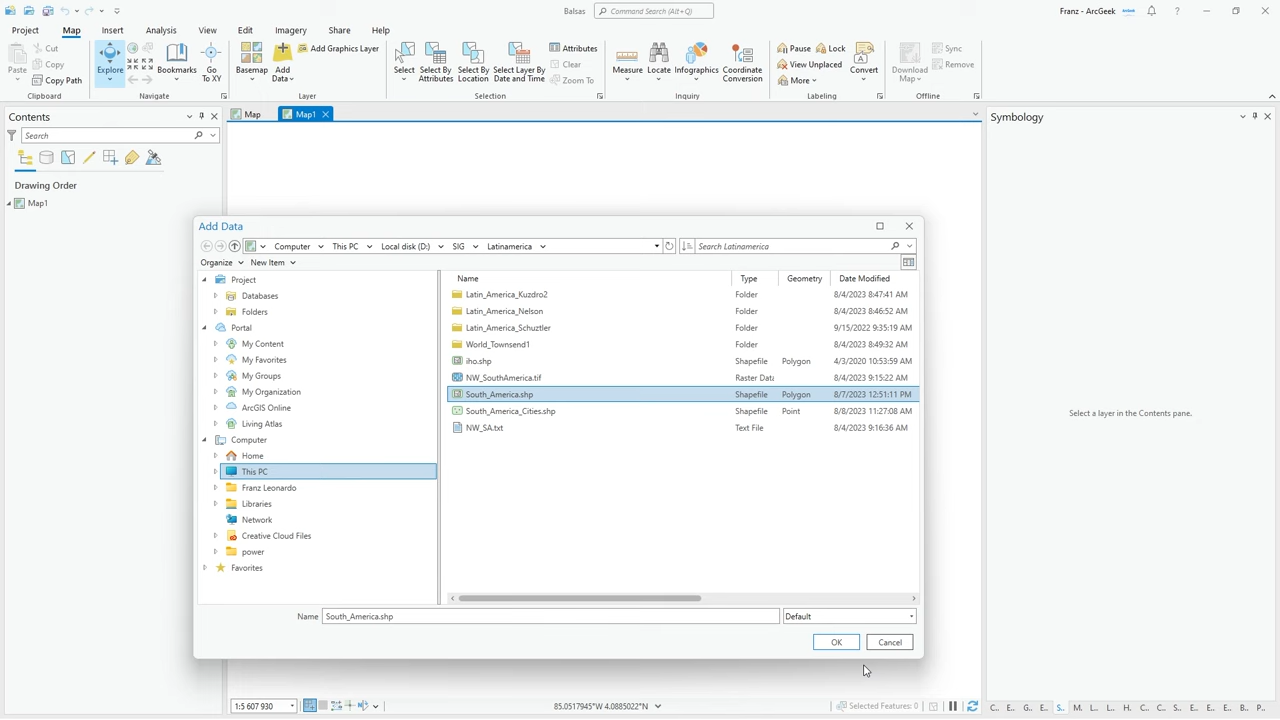 Balsas
Command Search (Alt+Q)
Franz - ArcGeek
?
Project
Map
Insert
Analysis
View
Edit
Imagery
Share
Help
Paste
Cut
Copy
Copy Path
Clipboard
Explore
Bookmarks
Go To XY
Navigate
Basemap
Add Data
Add Graphics Layer
Layer
Select
Select By Attributes
Select By Location
Select Layer By Date and Time
Attributes
Clear
Zoom To
Selection
Measure
Locate
Infographics
Coordinate Conversion
Inquiry
Pause
Lock
View Unplaced
More
Convert
Labeling
Download Map
Sync
Remove
Offline
Contents
Search
Drawing Order
Map1
Map
Map1
Symbology
Select a layer in the Contents pane.
Add Data
Computer
This PC
Local disk (D:)
SIG
Latinamerica
Search Latinamerica
Organize
New Item
Project
Databases
Folders
Portal
My Content
My Favorites
My Groups
My Organization
ArcGIS Online
Living Atlas
Computer
Home
This PC
Franz Leonardo
Libraries
Network
Creative Cloud Files
power
Favorites
Name Type Geometry Date Modified
Latin_America_Kuzdro2 Folder 8/4/2023 8:47:41 AM
Latin_America_Nelson Folder 8/4/2023 8:46:52 AM
Latin_America_Schuztler Folder 9/15/2022 9:35:19 AM
World_Townsend1 Folder 8/4/2023 8:49:32 AM
iho.shp Shapefile Polygon 4/3/2020 10:53:59 AM
NW_SouthAmerica.tif Raster Data 8/4/2023 9:15:22 AM
South_America.shp Shapefile Polygon 8/7/2023 12:51:11 PM
South_America_Cities.shp Shapefile Point 8/8/2023 11:27:08 AM
NW_SA.txt Text File 8/4/2023 9:16:36 AM
Name South_America.shp
Default
OK
Cancel
1:5 607 930
85.0517945°W 4.0885022°N
Selected Features: 0
C... E... G... E... S... M... L... L... H... C... C... S... E... E... E... B... P...